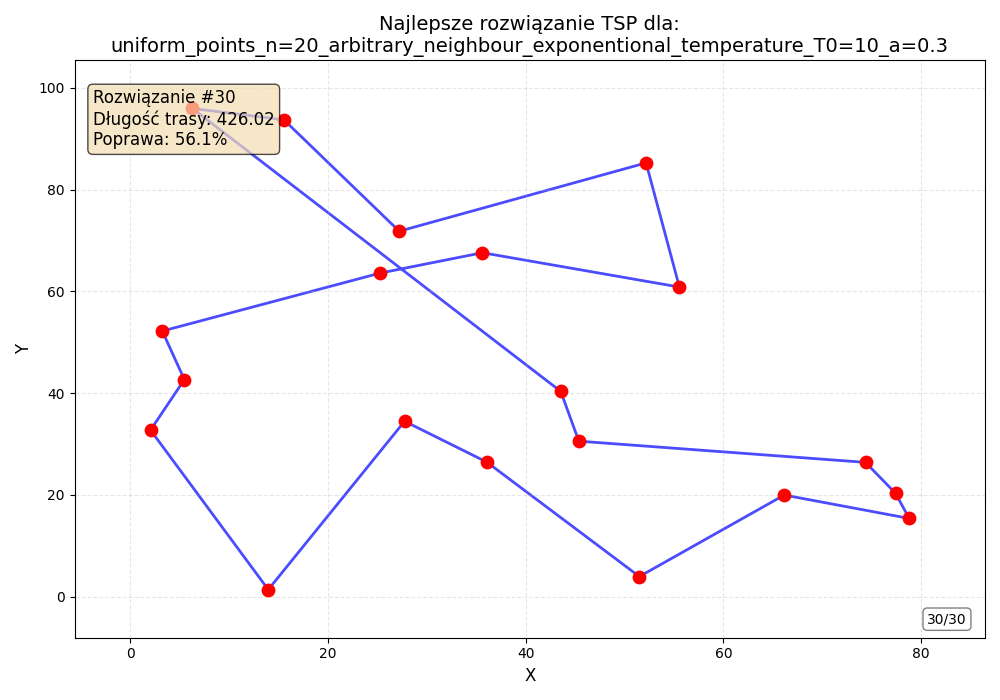 Najlepsze rozwiązanie TSP dla:
uniform_points_n=20_arbitrary_neighbour_exponentional_temperature_T0=10_a=0.3
Rozwiązanie #30
Długość trasy: 426.02
Poprawa: 56.1%
100
80
60
40
20
0
Y
30/30
0 20 40 60 80
X